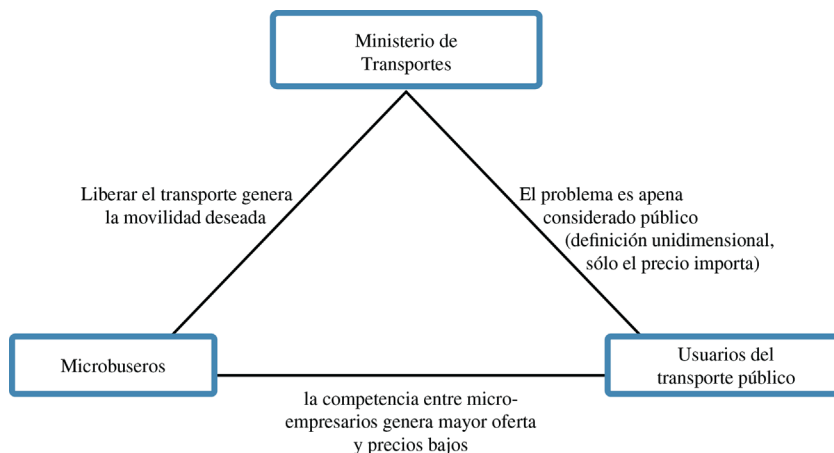 Ministerio de
Transportes
Liberar el transporte genera
la movilidad deseada
El problema es apena
considerado público
(definición unidimensional,
sólo el precio importa)
Microbuseros
Usuarios del
transporte público
la competencia entre micro-
empresarios genera mayor oferta
y precios bajos